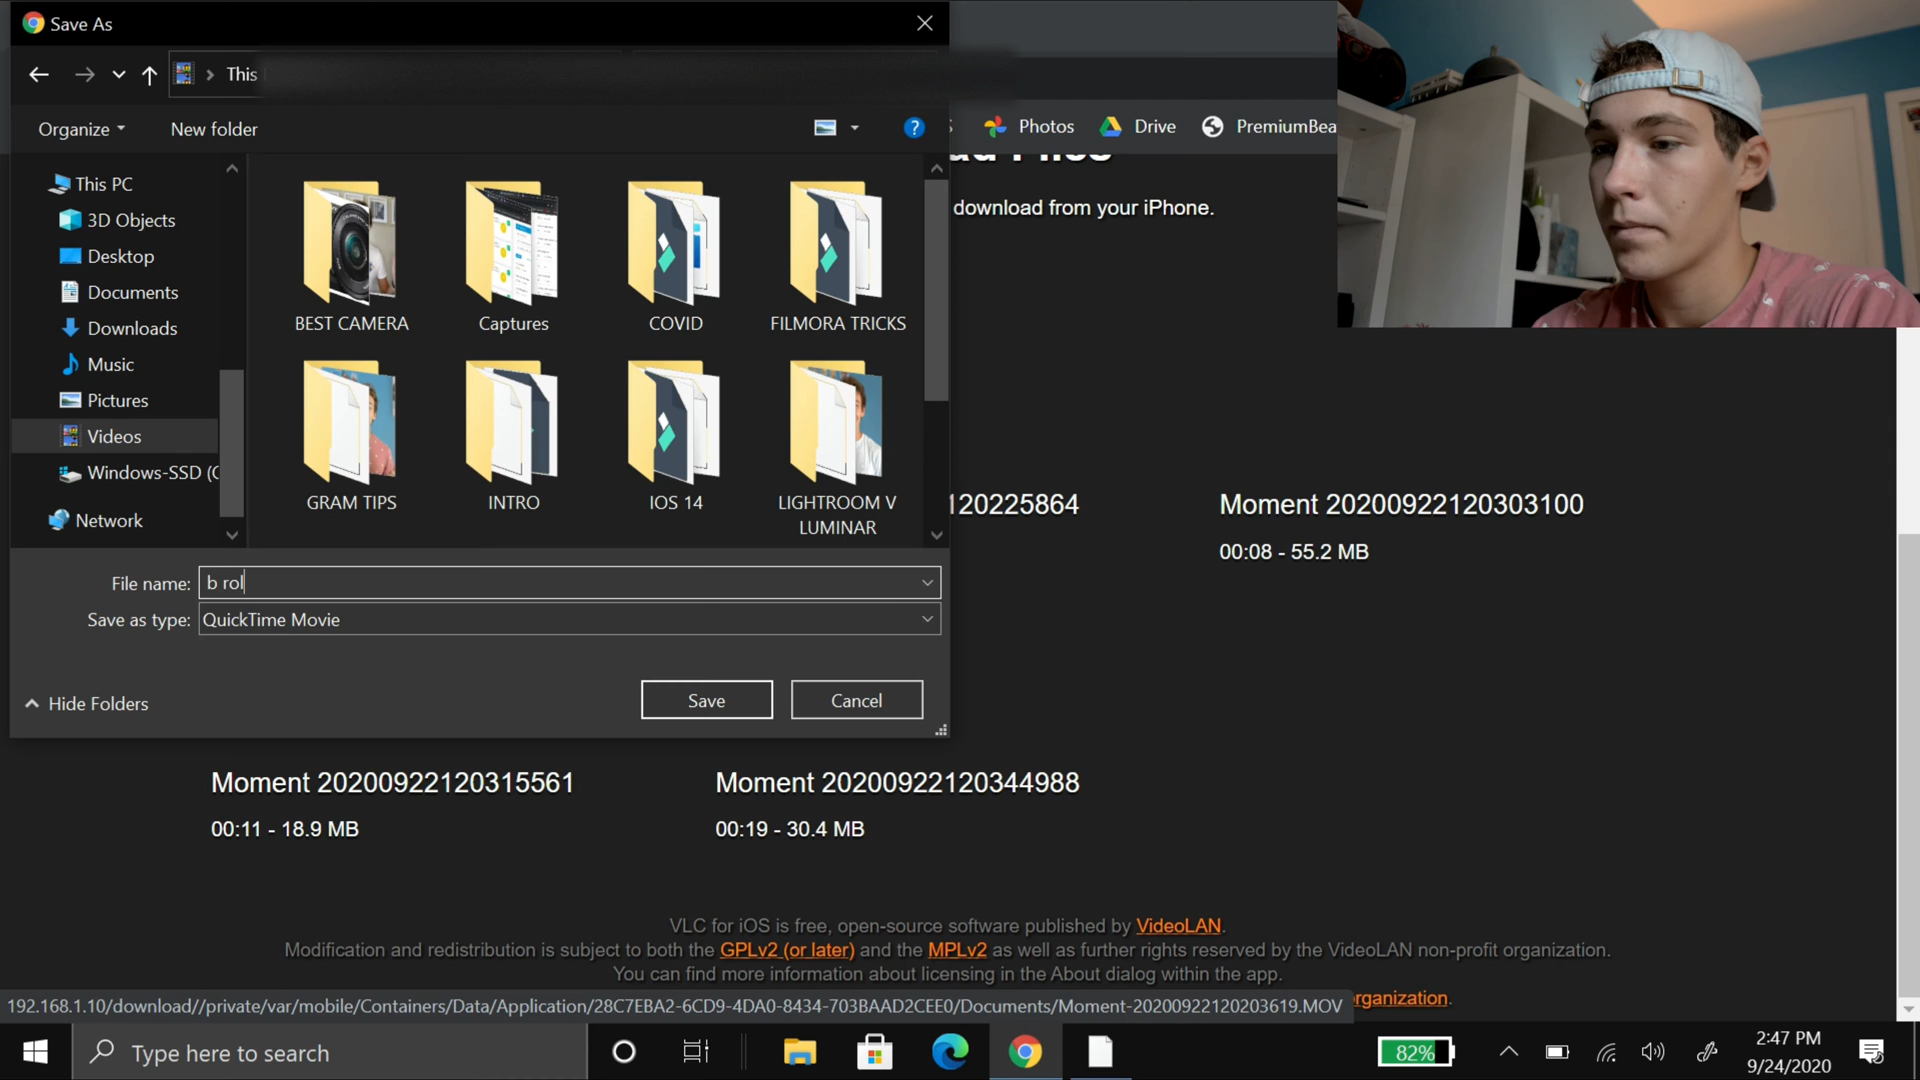 Save As
This
Organize
New folder
Photos
Drive
PremiumBea
download from your iPhone.
This PC
3D Objects
Desktop
Documents
Downloads
Music
Pictures
Videos
Windows-SSD (C
Network
BEST CAMERA
Captures
COVID
FILMORA TRICKS
GRAM TIPS
INTRO
IOS 14
LIGHTROOM V
LUMINAR
120225864
Moment 20200922120303100
00:08 - 55.2 MB
File name: b rol
Save as type: QuickTime Movie
Hide Folders
Save
Cancel
Moment 20200922120315561
00:11 - 18.9 MB
Moment 20200922120344988
00:19 - 30.4 MB
VLC for iOS is free, open-source software published by VideoLAN.
Modification and redistribution is subject to both the GPLv2 (or later) and the MPLv2 as well as further rights reserved by the VideoLAN non-profit organization.
You can find more information about licensing in the About dialog within the app.
rganization.
192.168.1.10/download//private/var/mobile/Containers/Data/Application/28C7EBA2-6CD9-4DA0-8434-703BAAD2CEE0/Documents/Moment-20200922120203619.MOV
Type here to search
82%
2:47 PM
9/24/2020